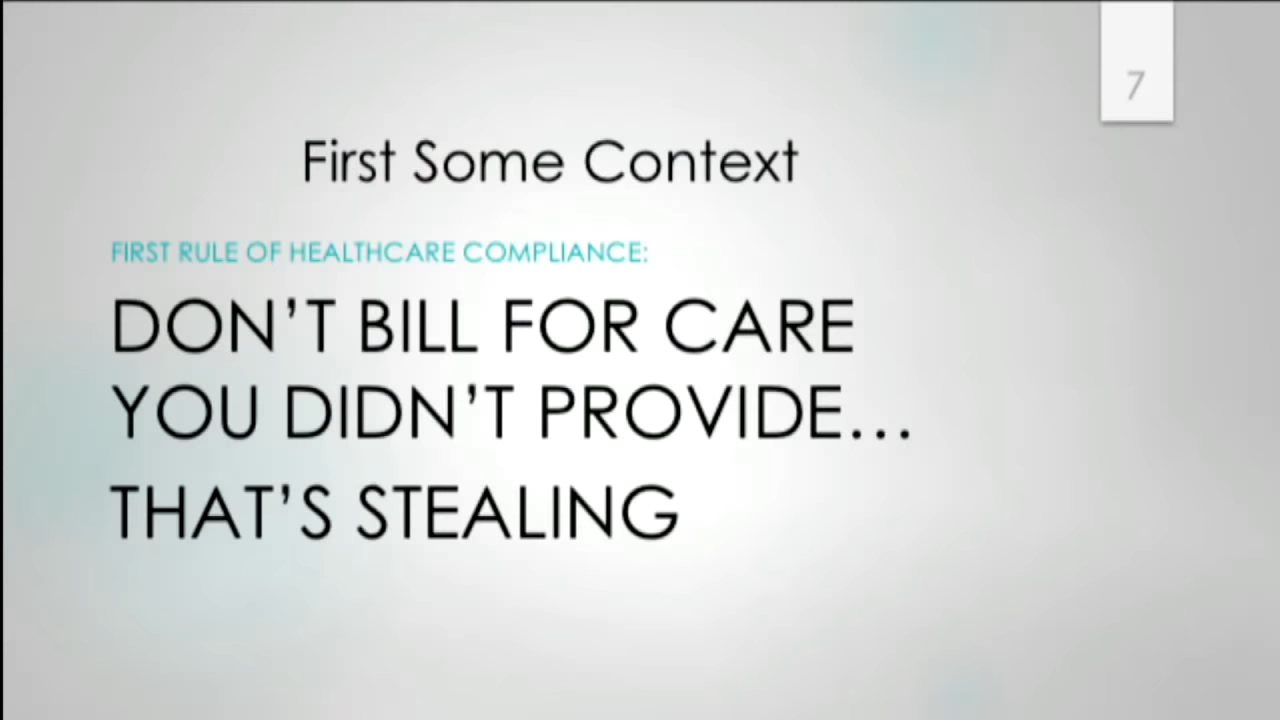 7
First Some Context
FIRST RULE OF HEALTHCARE COMPLIANCE:
DON’T BILL FOR CARE
YOU DIDN’T PROVIDE…
THAT’S STEALING